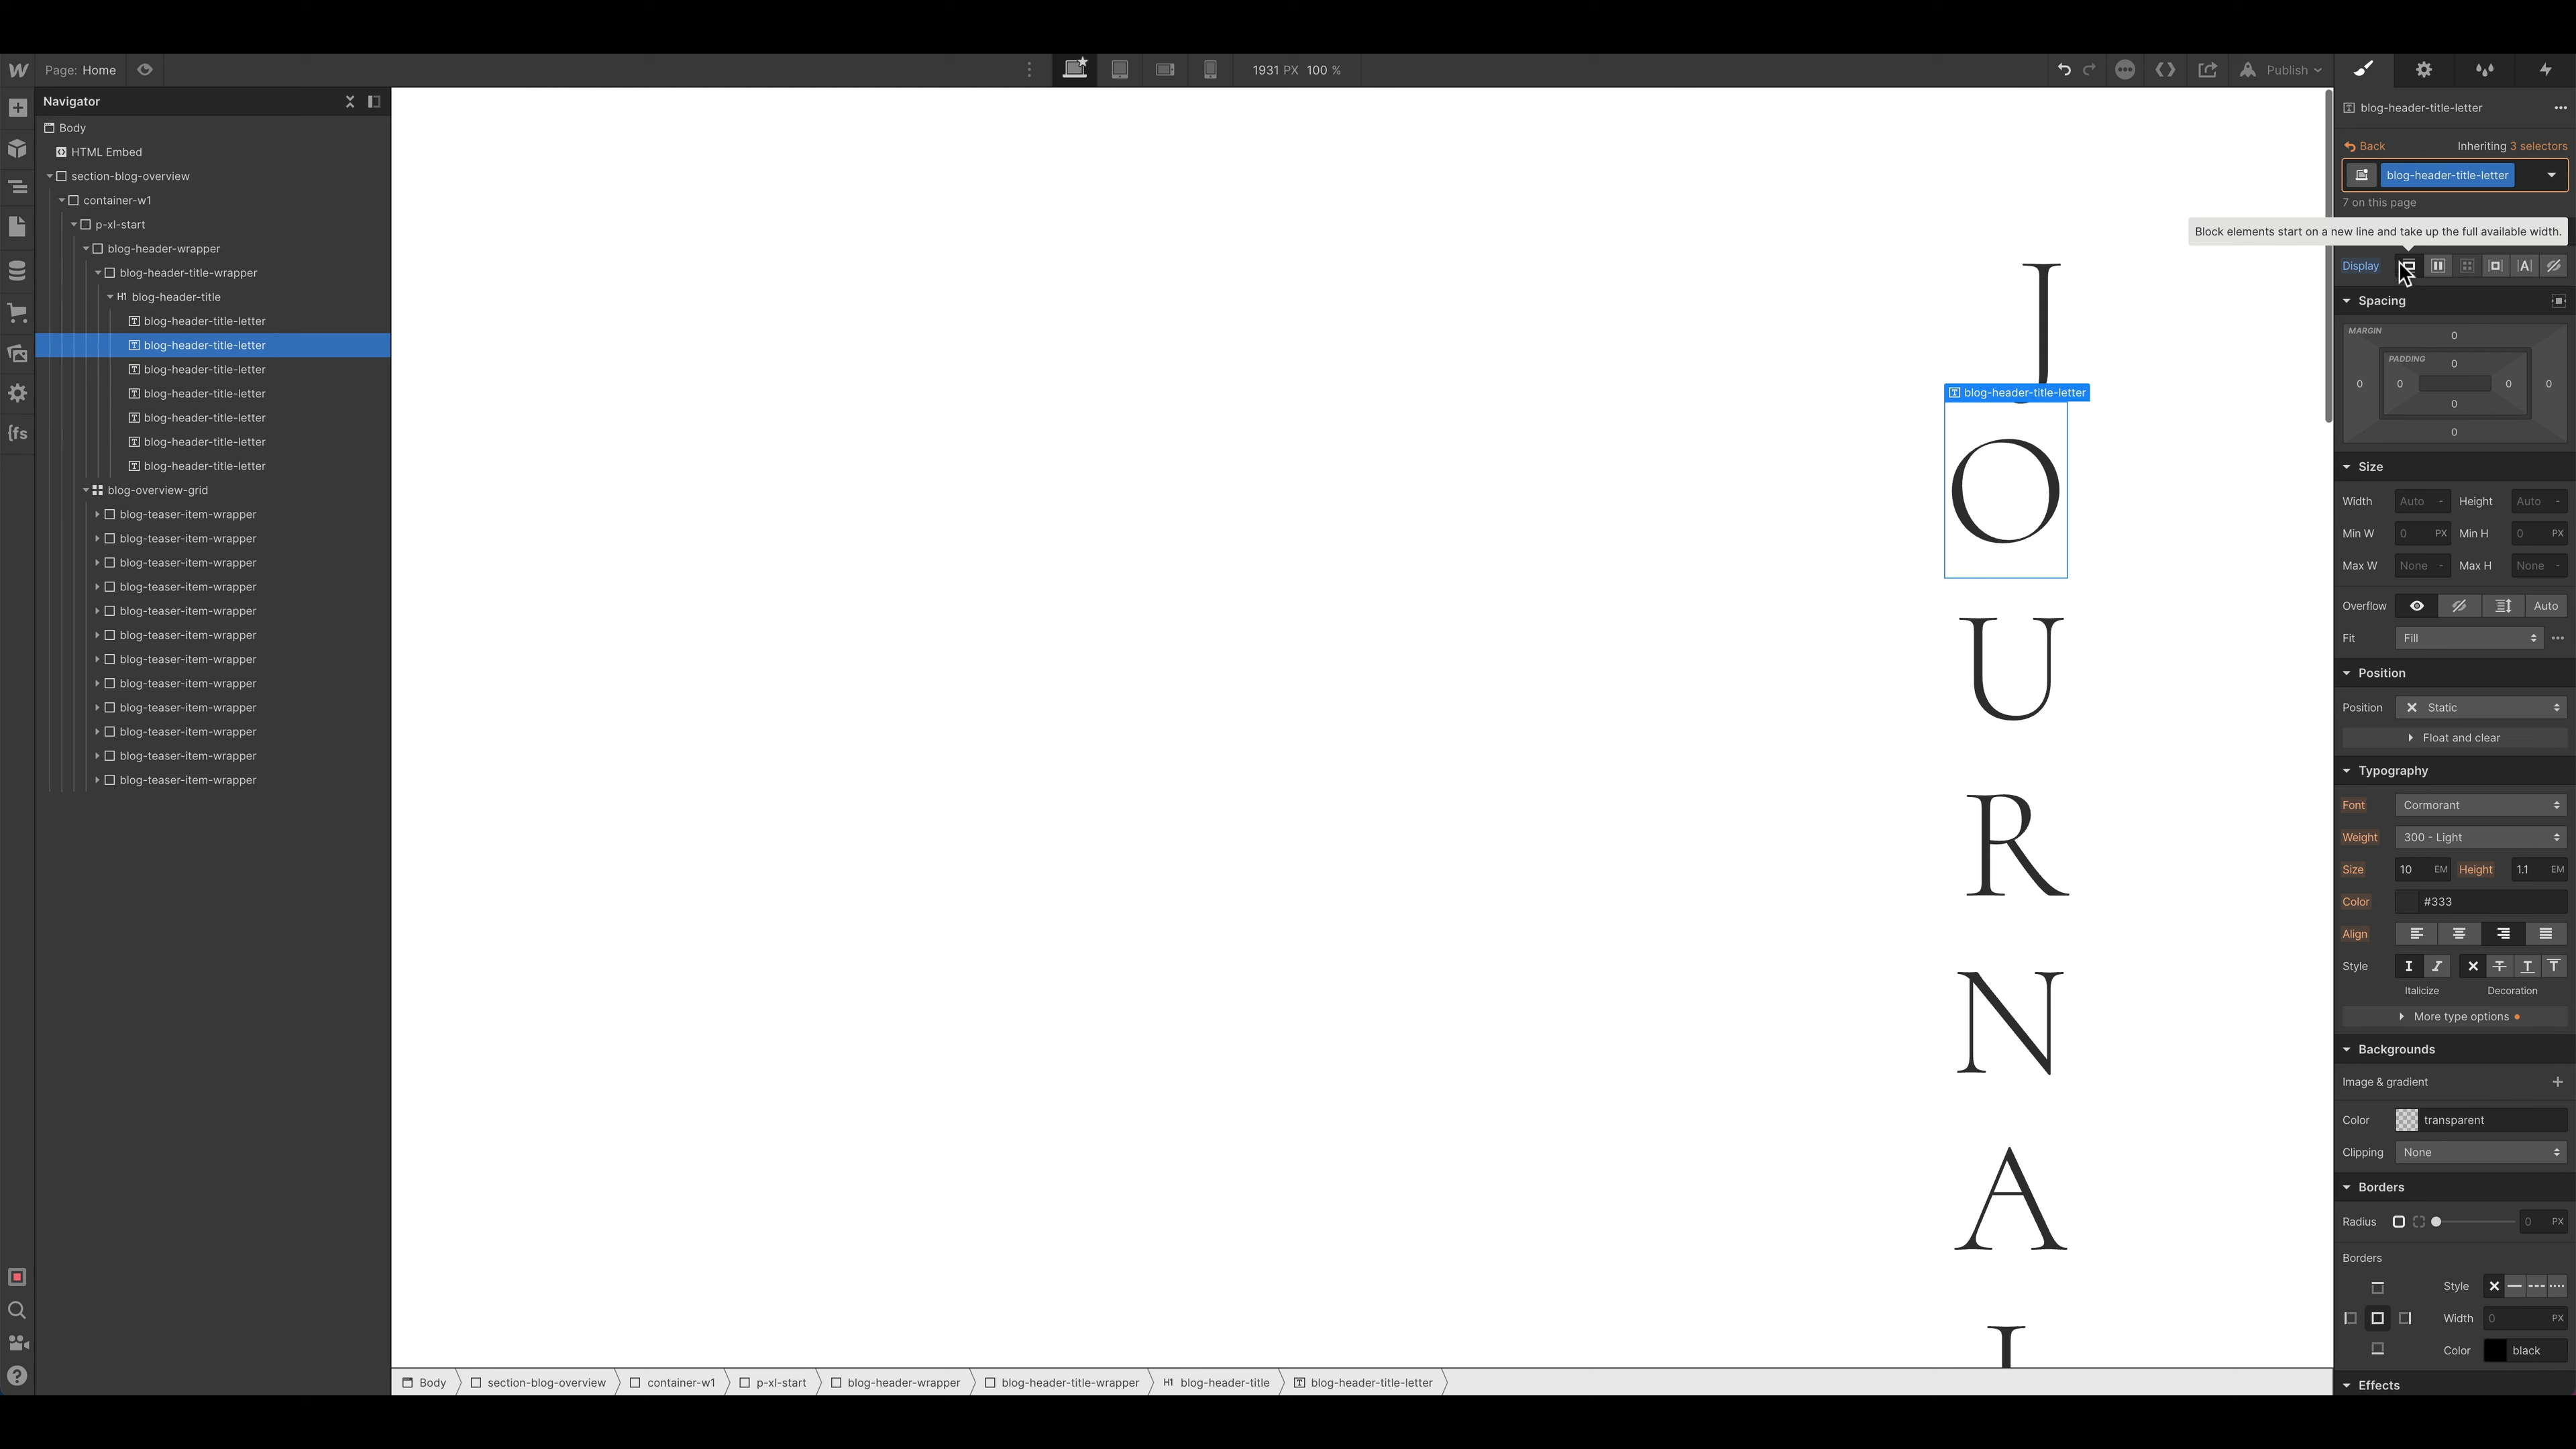 Page: Home
1931 PX 100 %
Publish
Navigator
Body
HTML Embed
section-blog-overview
container-w1
p-xl-start
blog-header-wrapper
blog-header-title-wrapper
H1 blog-header-title
blog-header-title-letter
blog-header-title-letter
blog-header-title-letter
blog-header-title-letter
blog-header-title-letter
blog-header-title-letter
blog-header-title-letter
blog-overview-grid
blog-teaser-item-wrapper
blog-teaser-item-wrapper
blog-teaser-item-wrapper
blog-teaser-item-wrapper
blog-teaser-item-wrapper
blog-teaser-item-wrapper
blog-teaser-item-wrapper
blog-teaser-item-wrapper
blog-teaser-item-wrapper
blog-teaser-item-wrapper
blog-teaser-item-wrapper
blog-teaser-item-wrapper
{fs
J
blog-header-title-letter
O
U
R
N
A
Body section-blog-overview container-w1 p-xl-start blog-header-wrapper blog-header-title-wrapper H1 blog-header-title blog-header-title-letter
blog-header-title-letter
Back Inheriting 3 selectors
blog-header-title-letter
7 on this page
Block elements start on a new line and take up the full available width.
Display
Spacing
MARGIN
0
PADDING
0
0 0 0 0
0
0
Size
Width Auto - Height Auto -
Min W 0 PX Min H 0 PX
Max W None - Max H None -
Overflow Auto
Fit Fill
Position
Position Static
Float and clear
Typography
Font Cormorant
Weight 300 - Light
Size 10 EM Height 1.1 EM
Color #333
Align
Style
Italicize Decoration
More type options
Backgrounds
Image & gradient
Color transparent
Clipping None
Borders
Radius 0 PX
Borders
Style
Width 0 PX
Color black
Effects